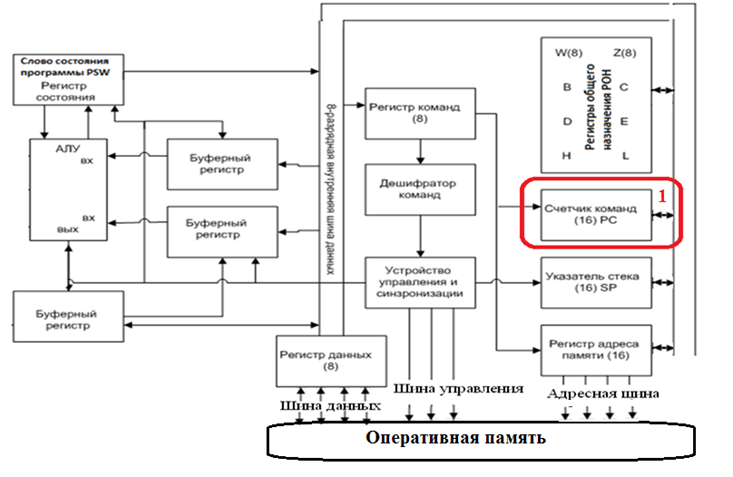 Слово состояния
программы PSW
Регистр
состояния
АЛУ
вх
вх
вых
Буферный
регистр
Буферный
регистр
Буферный
регистр
8-разрядная внутренняя шина данных
Регистр команд
(8)
Дешифратор
команд
Устройство
управления и
синхронизации
Регистр данных
(8)
W(8) Z(8)
B C
D E
H L
Регистры общего
назначения РОН
1
Счетчик команд
(16) PC
Указатель стека
(16) SP
Регистр адреса
памяти (16)
Шина данных
Шина управления
Адресная шина
Оперативная память